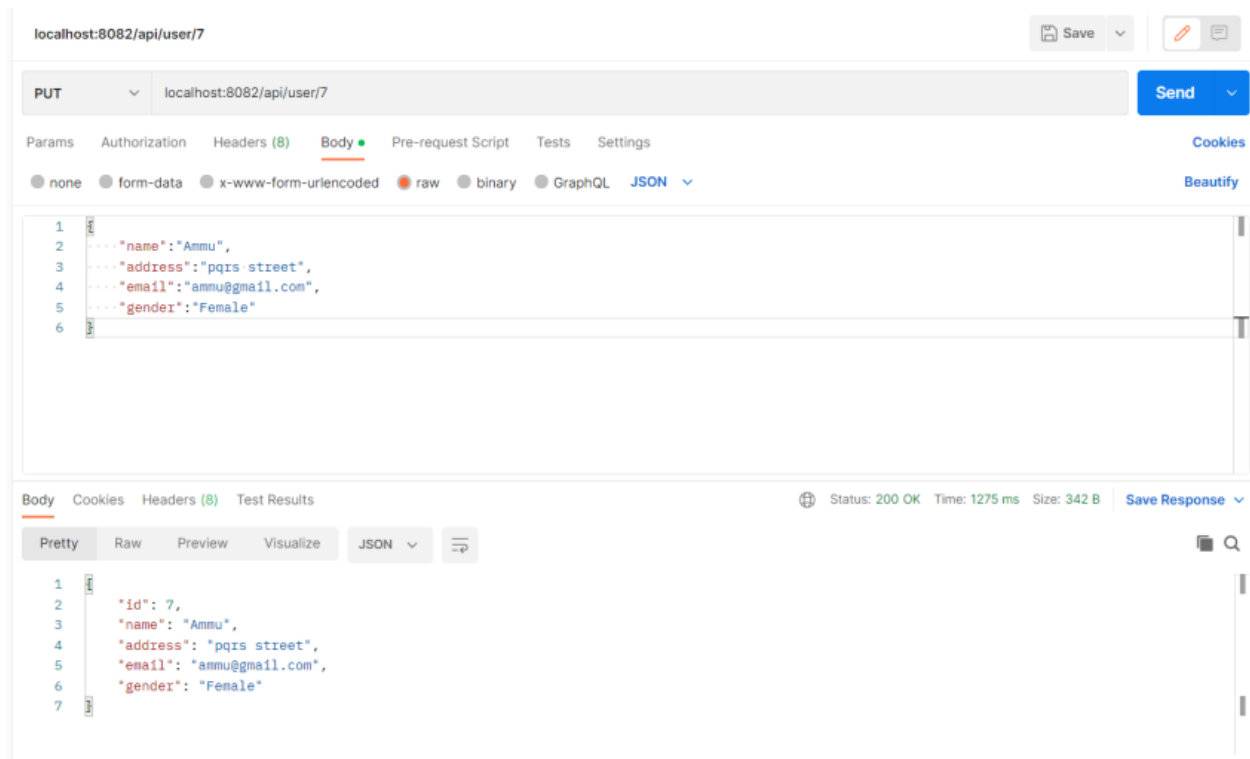 localhost:8082/api/user/7 Save
PUT localhost:8082/api/user/7 Send
Params Authorization Headers (8) Body Pre-request Script Tests Settings Cookies
none form-data x-www-form-urlencoded raw binary GraphQL JSON Beautify
1 {
2 ····"name":"Ammu",
3 ····"address":"pqrs·street",
4 ····"email":"ammu@gmail.com",
5 ····"gender":"Female"
6 }
Body Cookies Headers (8) Test Results Status: 200 OK Time: 1275 ms Size: 342 B Save Response
Pretty Raw Preview Visualize JSON
1 {
2 "id": 7,
3 "name": "Ammu",
4 "address": "pqrs street",
5 "email": "ammu@gmail.com",
6 "gender": "Female"
7 }